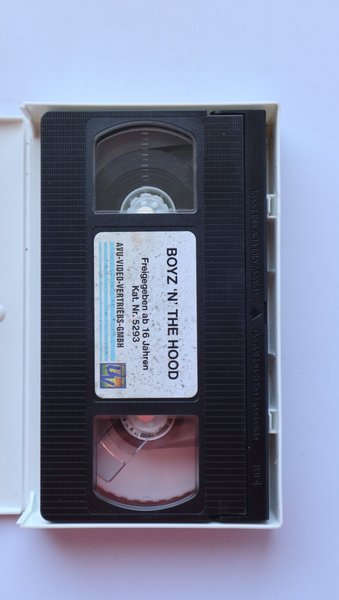 BOYZ 'N' THE HOOD
Freigegeben ab 16 Jahren
Kat. Nr. 5293
AVU-VIDEO-VERTRIEBS-GMBH